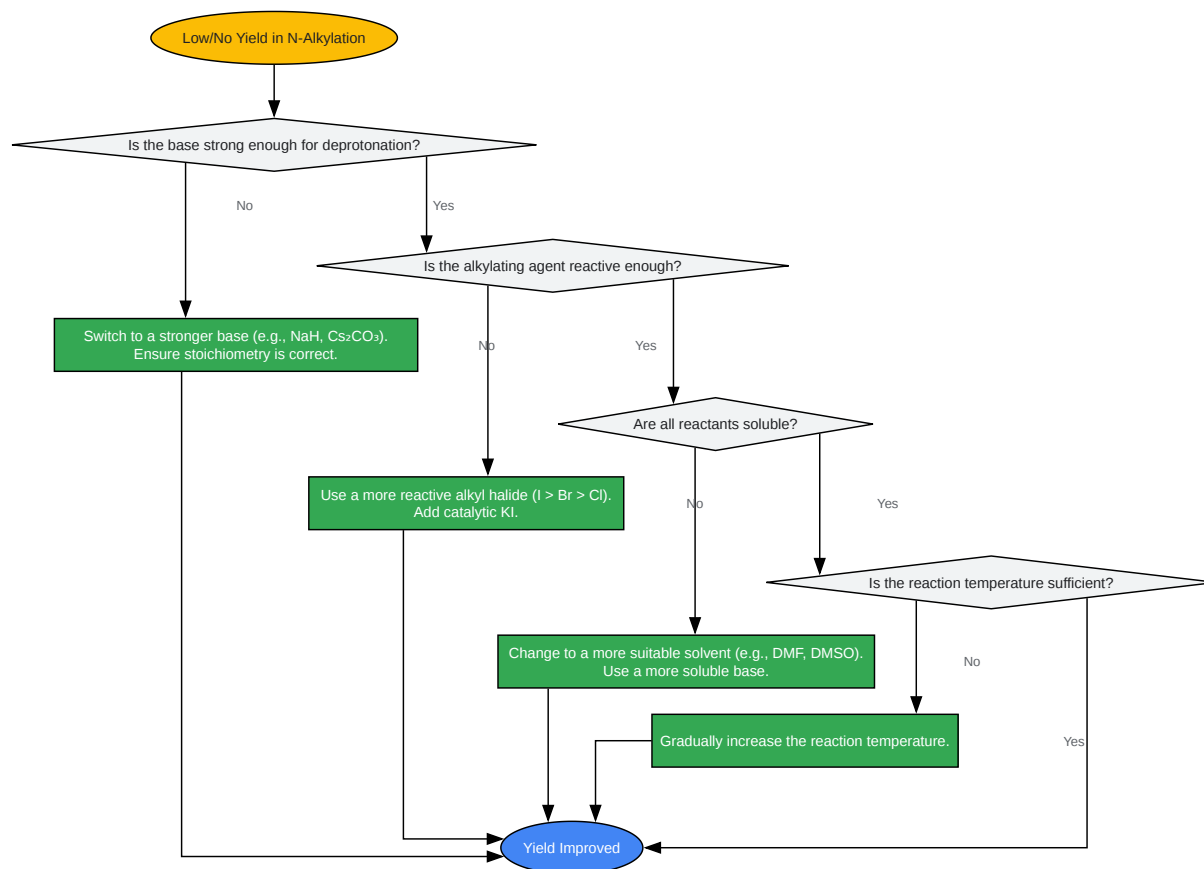 Low/No Yield in N-Alkylation
Is the base strong enough for deprotonation?
No
Yes
Is the alkylating agent reactive enough?
Switch to a stronger base (e.g., NaH, Cs₂CO₃).
Ensure stoichiometry is correct.
No
Yes
Are all reactants soluble?
Use a more reactive alkyl halide (I > Br > Cl).
Add catalytic KI.
No
Yes
Is the reaction temperature sufficient?
Change to a more suitable solvent (e.g., DMF, DMSO).
Use a more soluble base.
No
Gradually increase the reaction temperature.
Yes
Yield Improved